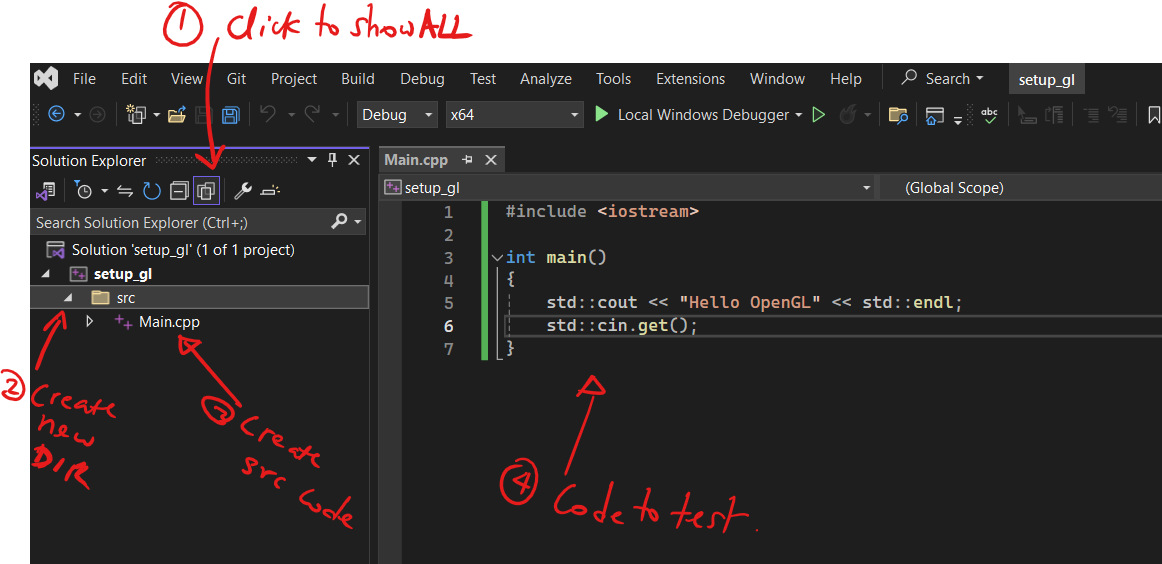 ① Click to show ALL
File Edit View Git Project Build Debug Test Analyze Tools Extensions Window Help Search setup_gl
Debug x64 Local Windows Debugger abc
Solution Explorer
Main.cpp
setup_gl (Global Scope)
Search Solution Explorer (Ctrl+;)
Solution 'setup_gl' (1 of 1 project)
setup_gl
src
Main.cpp
1 #include <iostream>
2
3 int main()
4 {
5 std::cout << "Hello OpenGL" << std::endl;
6 std::cin.get();
7 }
② Create
new
DIR
③ Create
src code
④ Code to test.